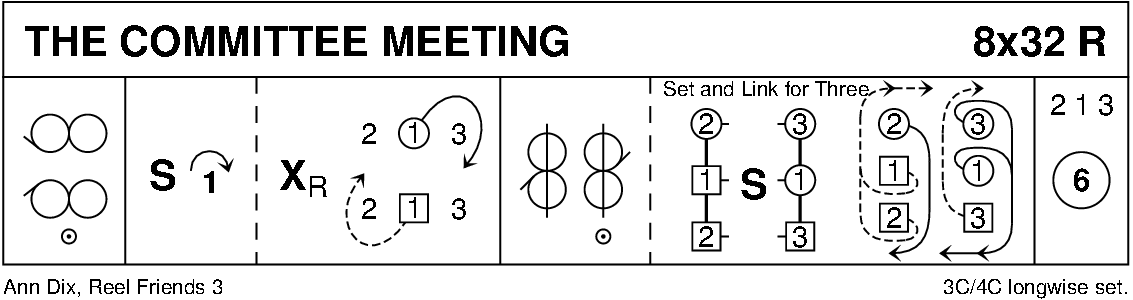 THE COMMITTEE MEETING 8x32 R
Set and Link for Three
2 1 3
2 3 2 3
S 1 X R 2 1 3 1 S 1 1 1 6
2 1 3 2 3 2 3
Ann Dix, Reel Friends 3 3C/4C longwise set.